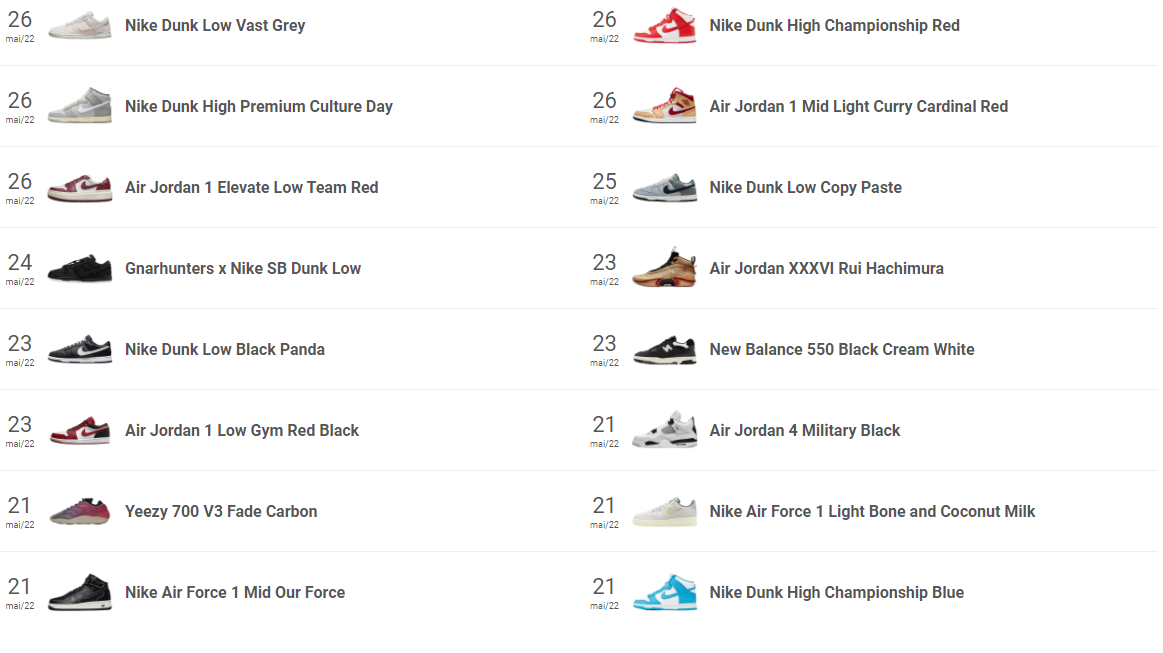 26
mai/22
Nike Dunk Low Vast Grey
26
mai/22
Nike Dunk High Championship Red
26
mai/22
Nike Dunk High Premium Culture Day
26
mai/22
Air Jordan 1 Mid Light Curry Cardinal Red
26
mai/22
Air Jordan 1 Elevate Low Team Red
25
mai/22
Nike Dunk Low Copy Paste
24
mai/22
Gnarhunters x Nike SB Dunk Low
23
mai/22
Air Jordan XXXVI Rui Hachimura
23
mai/22
Nike Dunk Low Black Panda
23
mai/22
New Balance 550 Black Cream White
23
mai/22
Air Jordan 1 Low Gym Red Black
21
mai/22
Air Jordan 4 Military Black
21
mai/22
Yeezy 700 V3 Fade Carbon
21
mai/22
Nike Air Force 1 Light Bone and Coconut Milk
21
mai/22
Nike Air Force 1 Mid Our Force
21
mai/22
Nike Dunk High Championship Blue